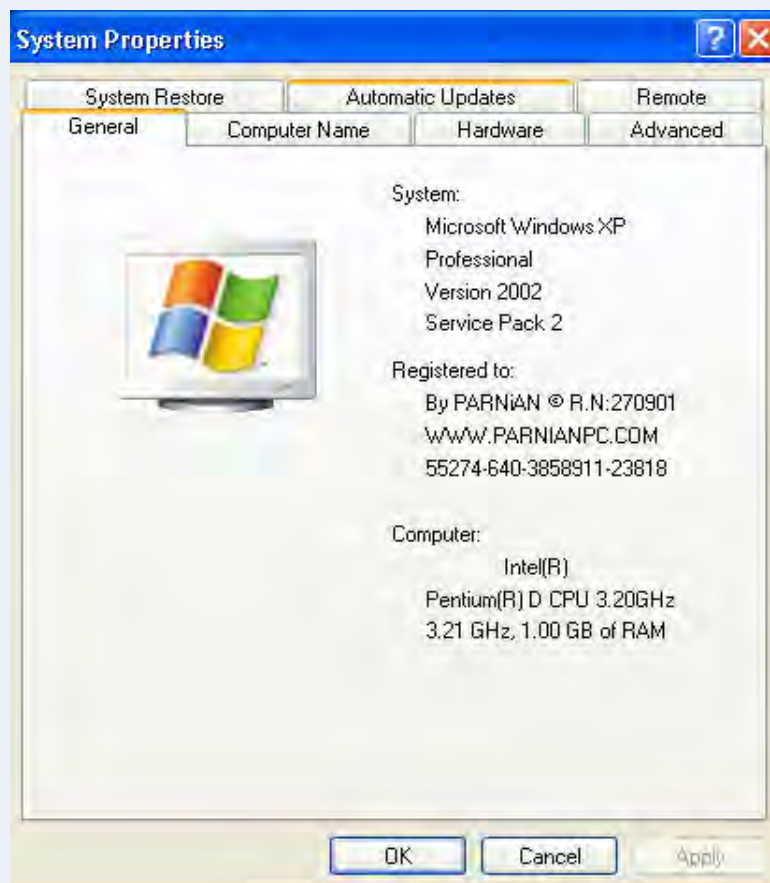 System Properties
System Restore Automatic Updates Remote
General Computer Name Hardware Advanced
System:
Microsoft Windows XP
Professional
Version 2002
Service Pack 2
Registered to:
By PARNiAN © R.N:270901
WWW.PARNIANPC.COM
55274-640-3858911-23818
Computer:
Intel(R)
Pentium(R) D CPU 3.20GHz
3.21 GHz, 1.00 GB of RAM
OK Cancel Apply